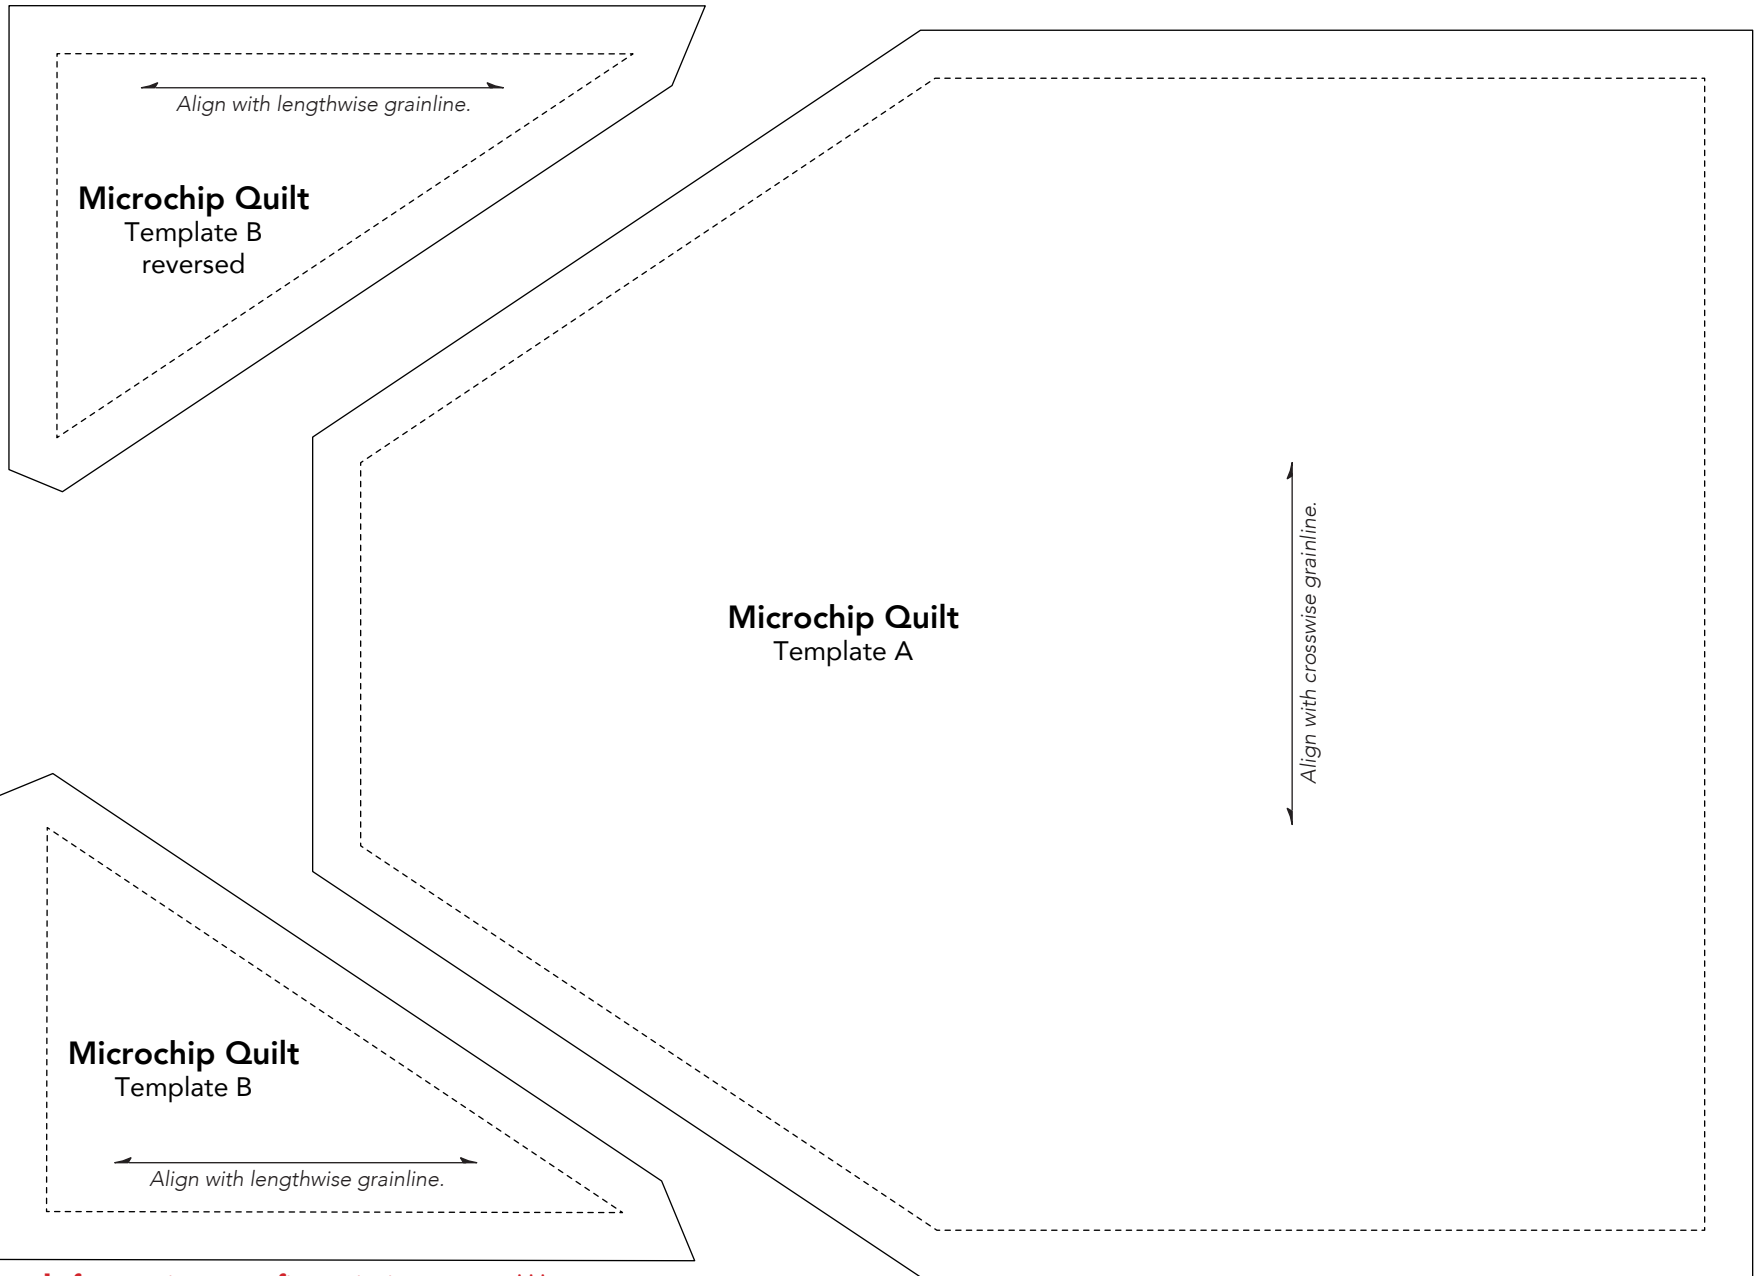 Align with lengthwise grainline.
Microchip Quilt
Template B
reversed
Microchip Quilt
Template A
Align with crosswise grainline.
Microchip Quilt
Template B
Align with lengthwise grainline.